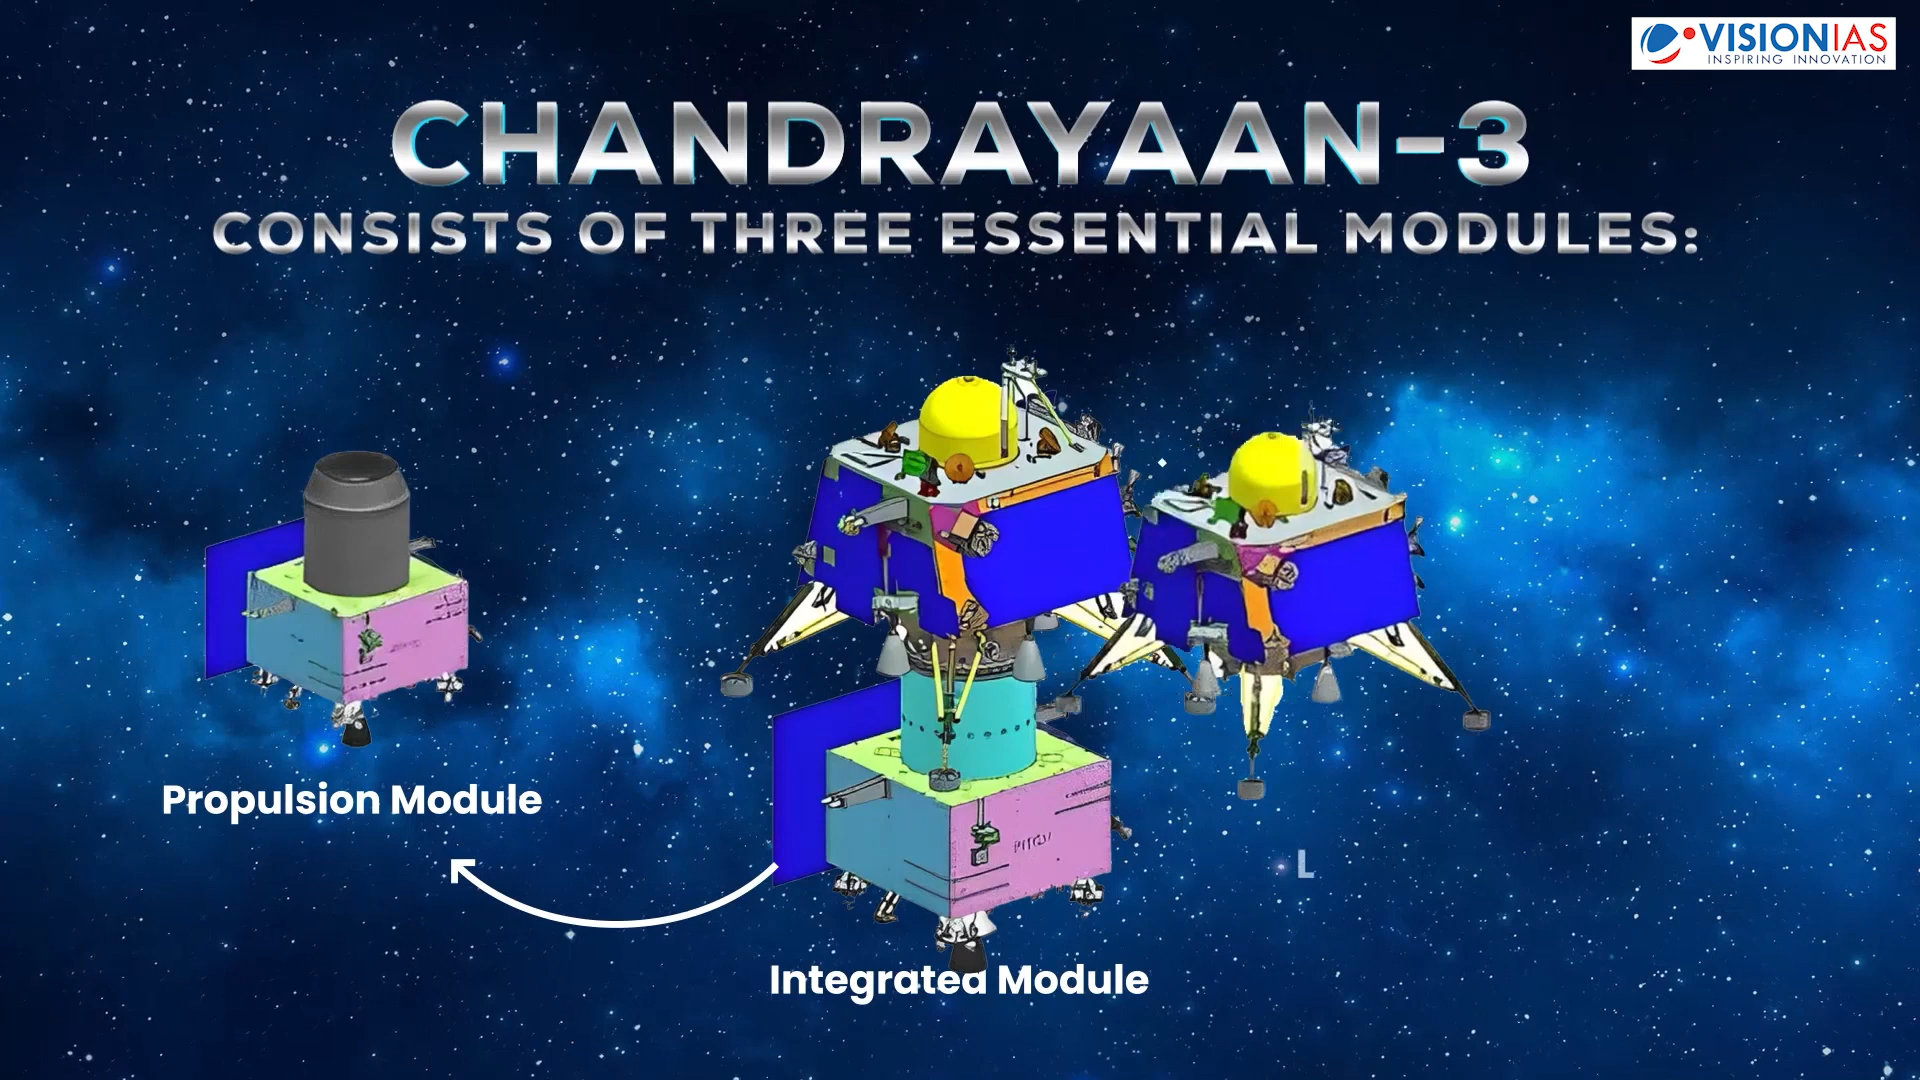 VISIONIAS
INSPIRING INNOVATION
CHANDRAYAAN-3
CONSISTS OF THREE ESSENTIAL MODULES:
Propulsion Module
L
Integrated Module